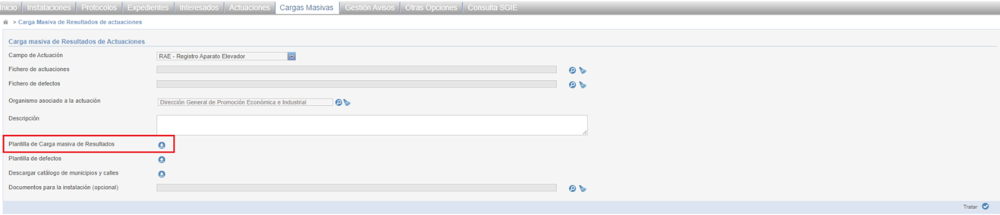 Inicio Instalaciones Protocolos Expedientes Interesados Actuaciones Cargas Masivas Gestión Avisos Otras Opciones Consulta SGIE
> Carga Masiva de Resultados de actuaciones
Carga masiva de Resultados de Actuaciones
Campo de Actuación RAE - Registro Aparato Elevador
Fichero de actuaciones
Fichero de defectos
Organismo asociado a la actuación Dirección General de Promoción Económica e Industrial
Descripción
Plantilla de Carga masiva de Resultados
Plantilla de defectos
Descargar catálogo de municipios y calles
Documentos para la instalación (opcional)
Tratar